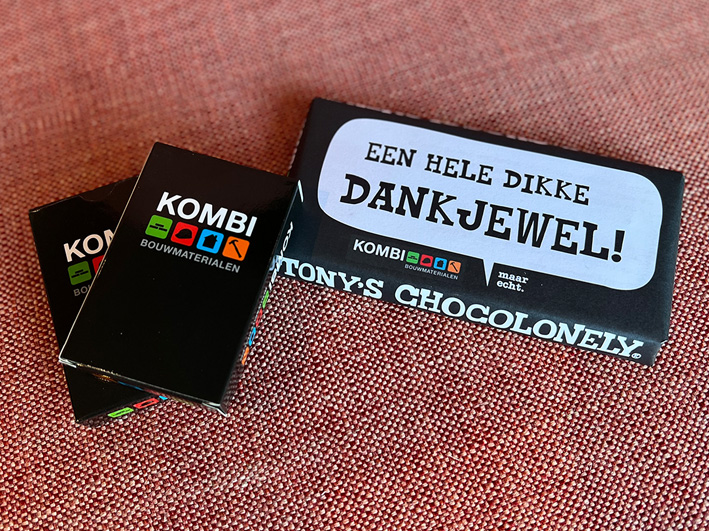 KOMBI
BOUWMATERIALEN
EEN HELE DIKKE
DANKJEWEL!
KOMBI
BOUWMATERIALEN
maar
echt.
TONY'S CHOCOLONELY®